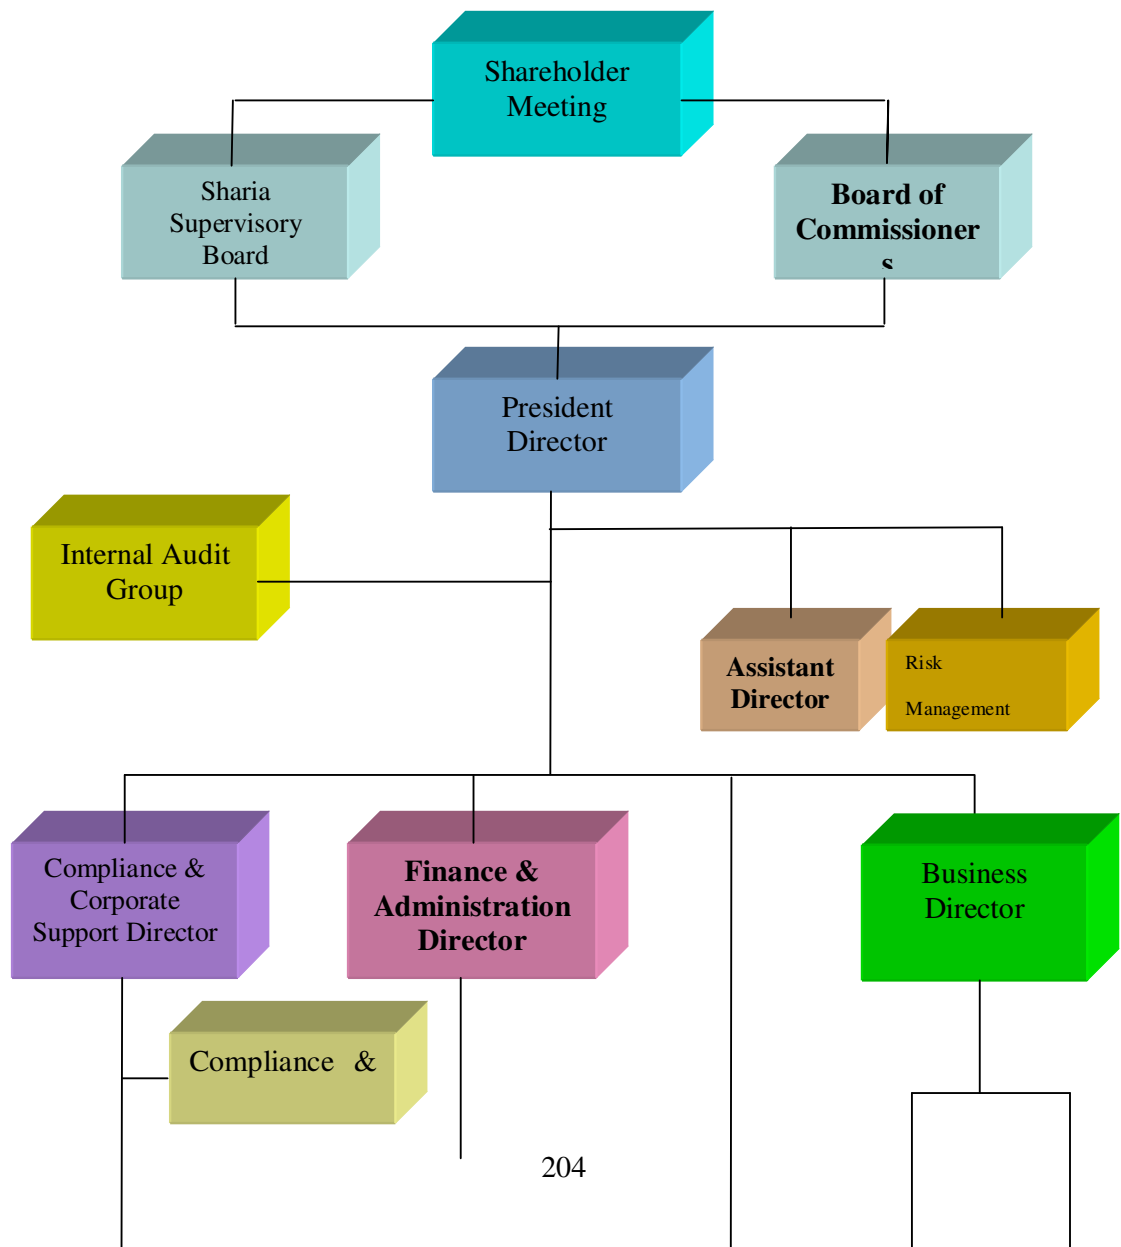 Shareholder
Meeting
Sharia
Supervisory
Board
Board of
Commissioner
s
President
Director
Internal Audit
Group
Assistant
Director
Risk
Management
Compliance &
Corporate
Support Director
Finance &
Administration
Director
Business
Director
Compliance &
204